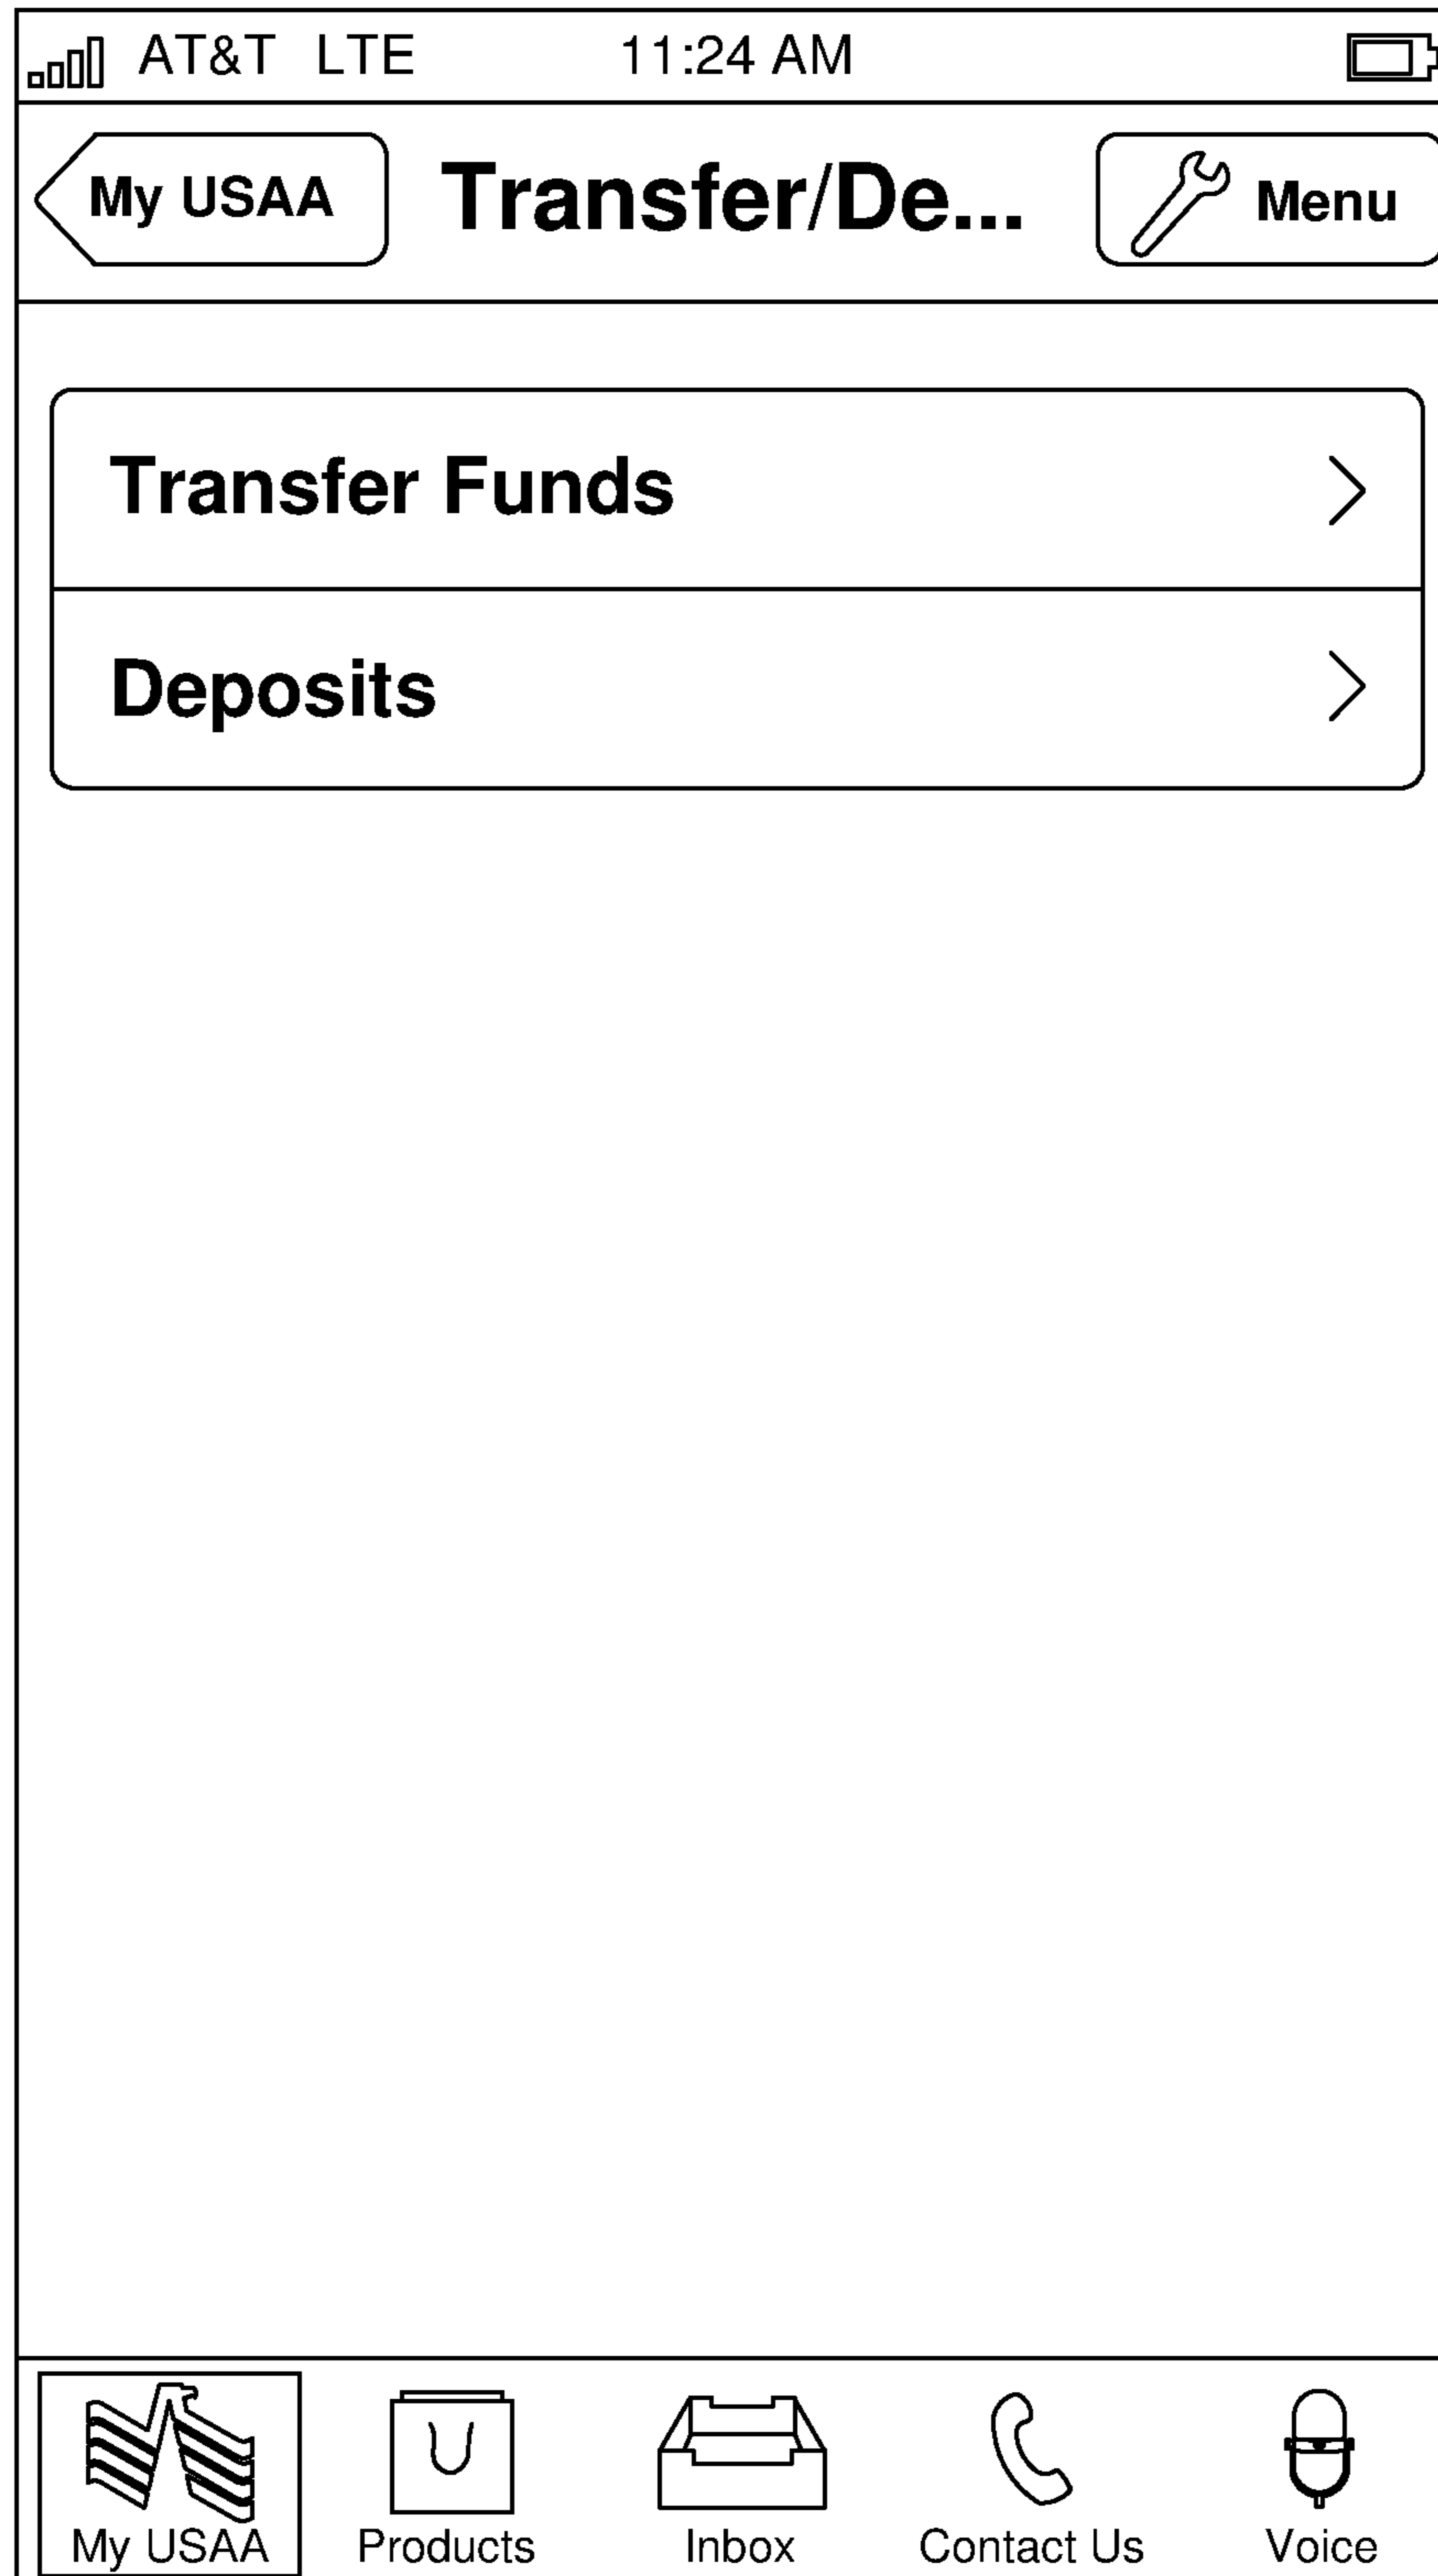 AT&T LTE 11:24 AM
My USAA Transfer/De... Menu
Transfer Funds
Deposits
My USAA Products Inbox Contact Us Voice